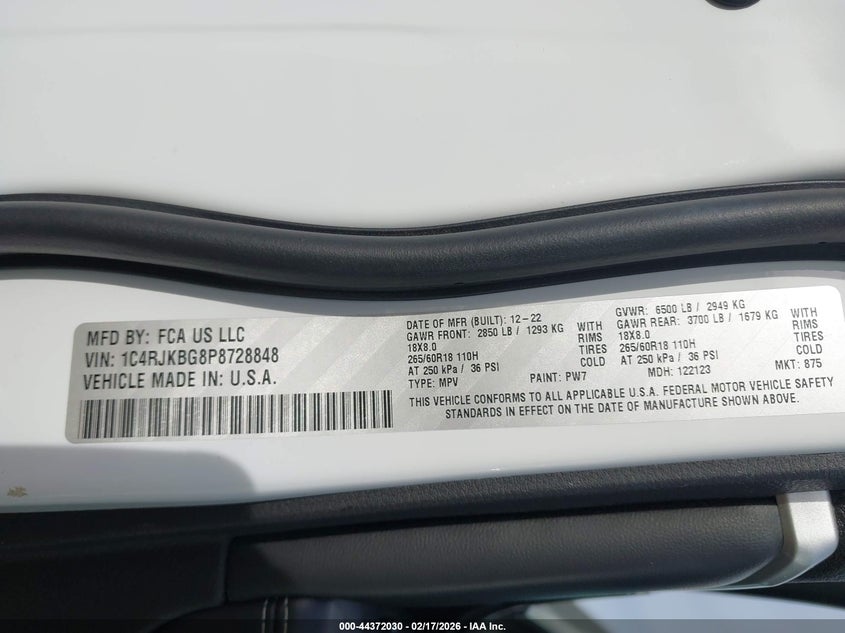 MFD BY: FCA US LLC
VIN: 1C4RJKBG8P8728848
VEHICLE MADE IN: U.S.A.
DATE OF MFR (BUILT): 12-22
GAWR FRONT: 2850 LB / 1293 KG WITH
18X8.0 RIMS
265/60R18 110H TIRES
AT 250 kPa / 36 PSI COLD
TYPE: MPV PAINT: PW7
GVWR: 6500 LB / 2949 KG
GAWR REAR: 3700 LB / 1679 KG WITH
18X8.0 RIMS
265/60R18 110H TIRES
AT 250 kPa / 36 PSI COLD
MDH: 122123 MKT: 875
THIS VEHICLE CONFORMS TO ALL APPLICABLE U.S.A. FEDERAL MOTOR VEHICLE SAFETY
STANDARDS IN EFFECT ON THE DATE OF MANUFACTURE SHOWN ABOVE.
000-44372030 - 02/17/2026 - IAA Inc.